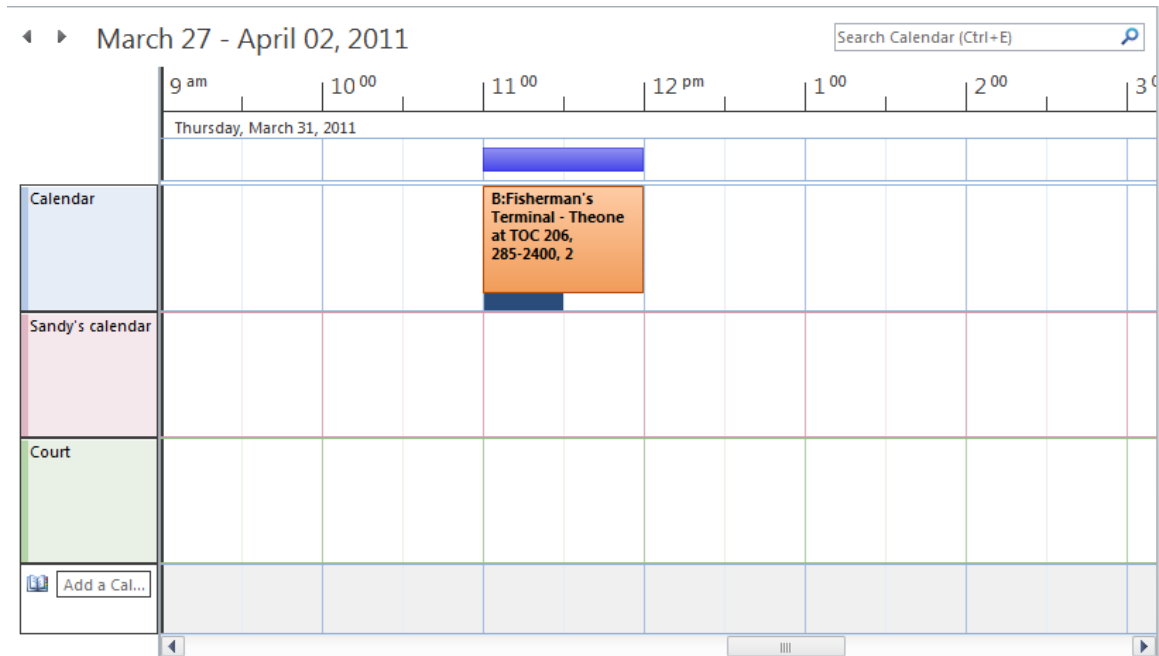 March 27 - April 02, 2011
Search Calendar (Ctrl+E)
9 am 10 00 11 00 12 pm 1 00 2 00 3
Thursday, March 31, 2011
Calendar
B:Fisherman's
Terminal - Theone
at TOC 206,
285-2400, 2
Sandy's calendar
Court
Add a Cal...